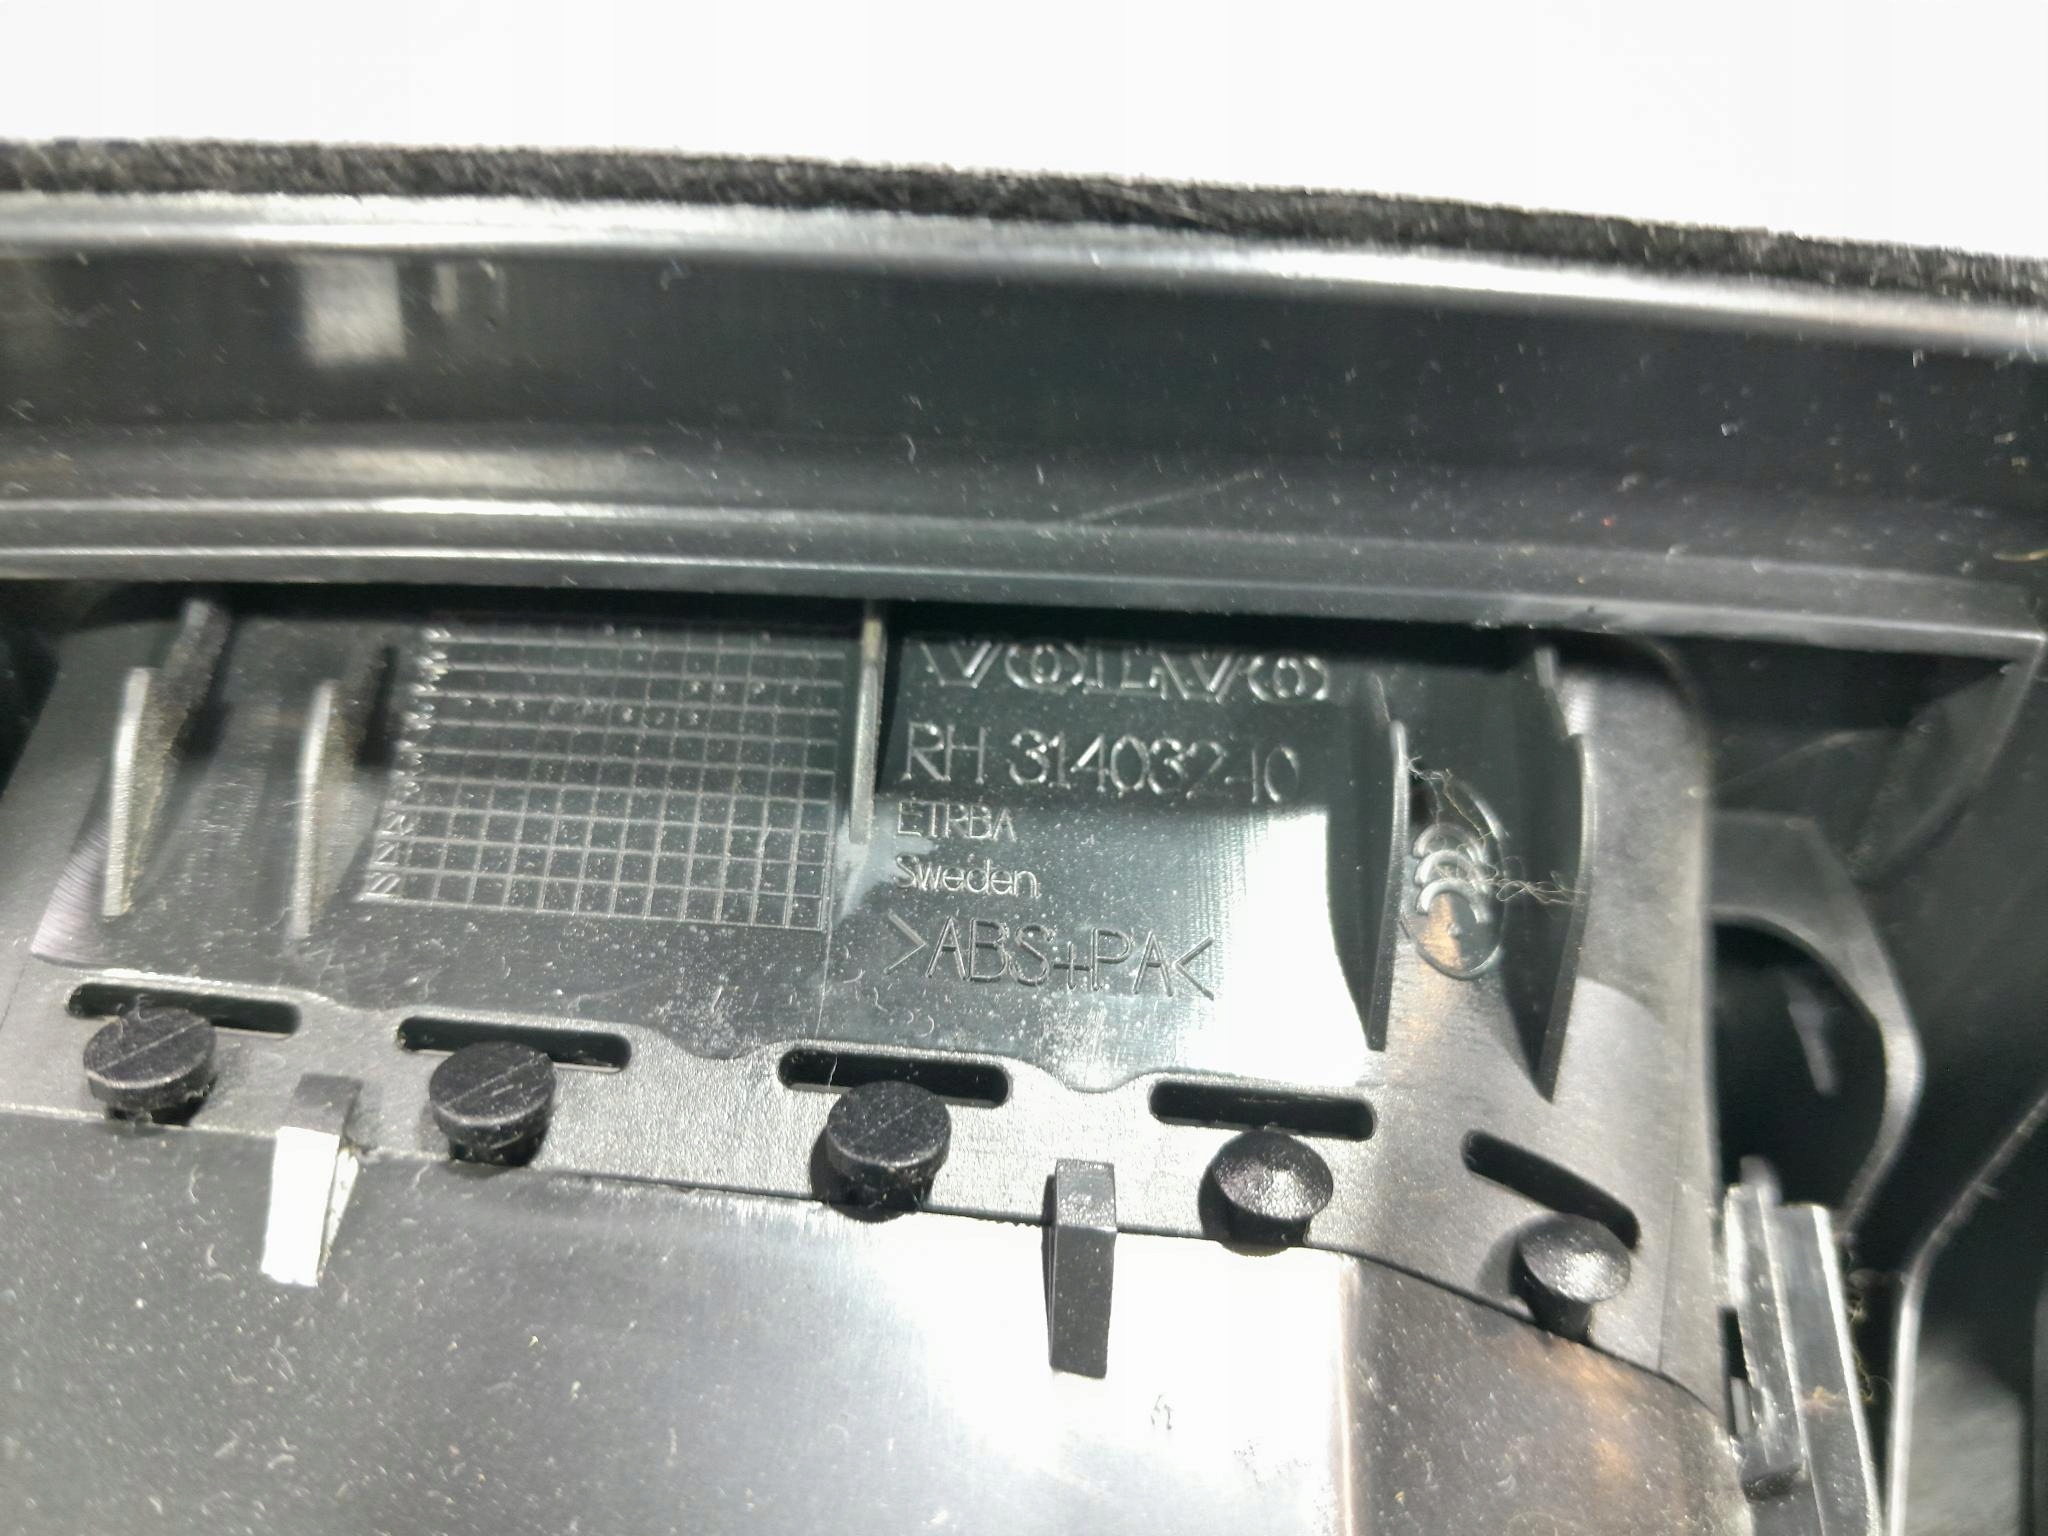 VOLVO
RH 31403240
ETRBA
Sweden
>ABS+PA<